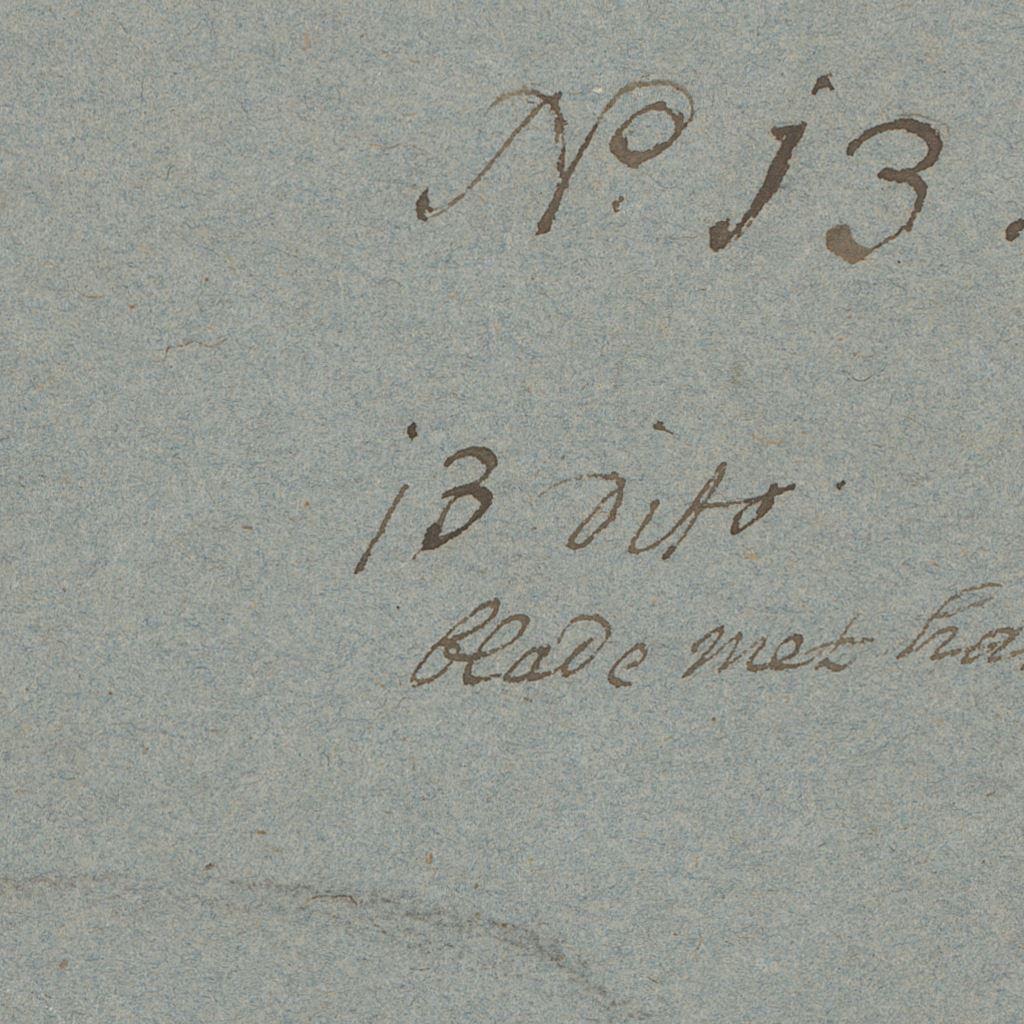 No. 13.
13 dito
blade met